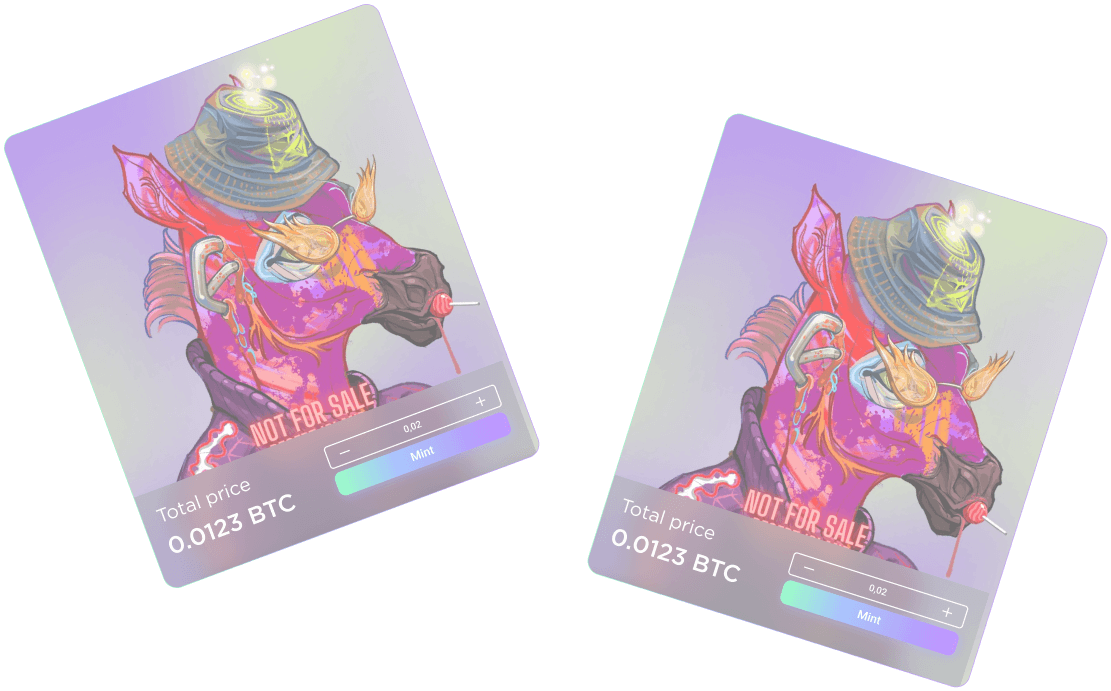 NOT FOR SALE
0,02
Mint
Total price
0.0123 BTC
NOT FOR SALE
Total price
0.0123 BTC
0,02
Mint